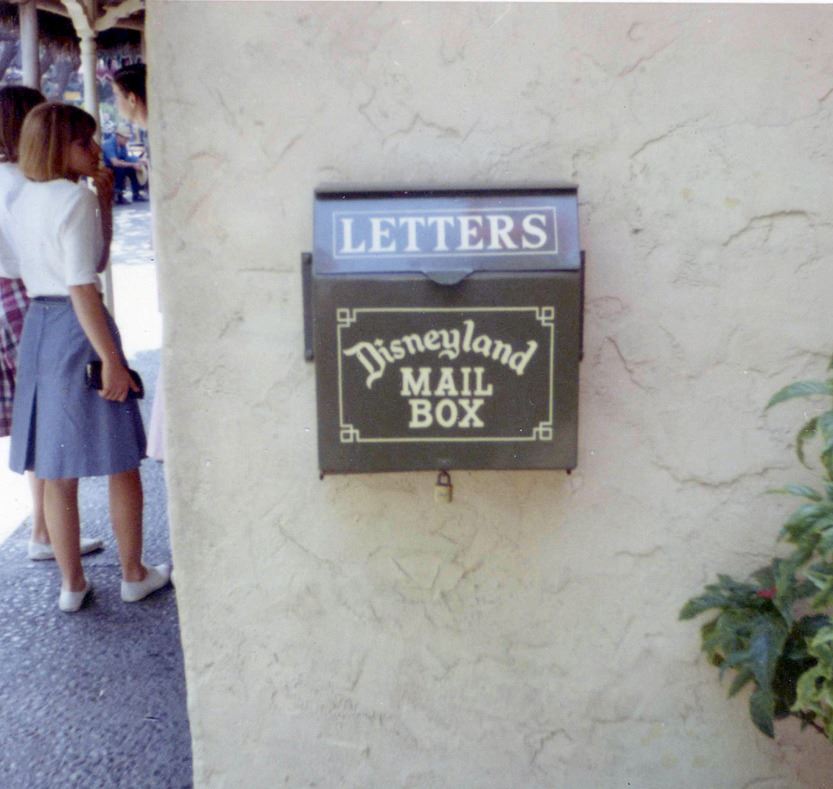 LETTERS
Disneyland
MAIL
BOX